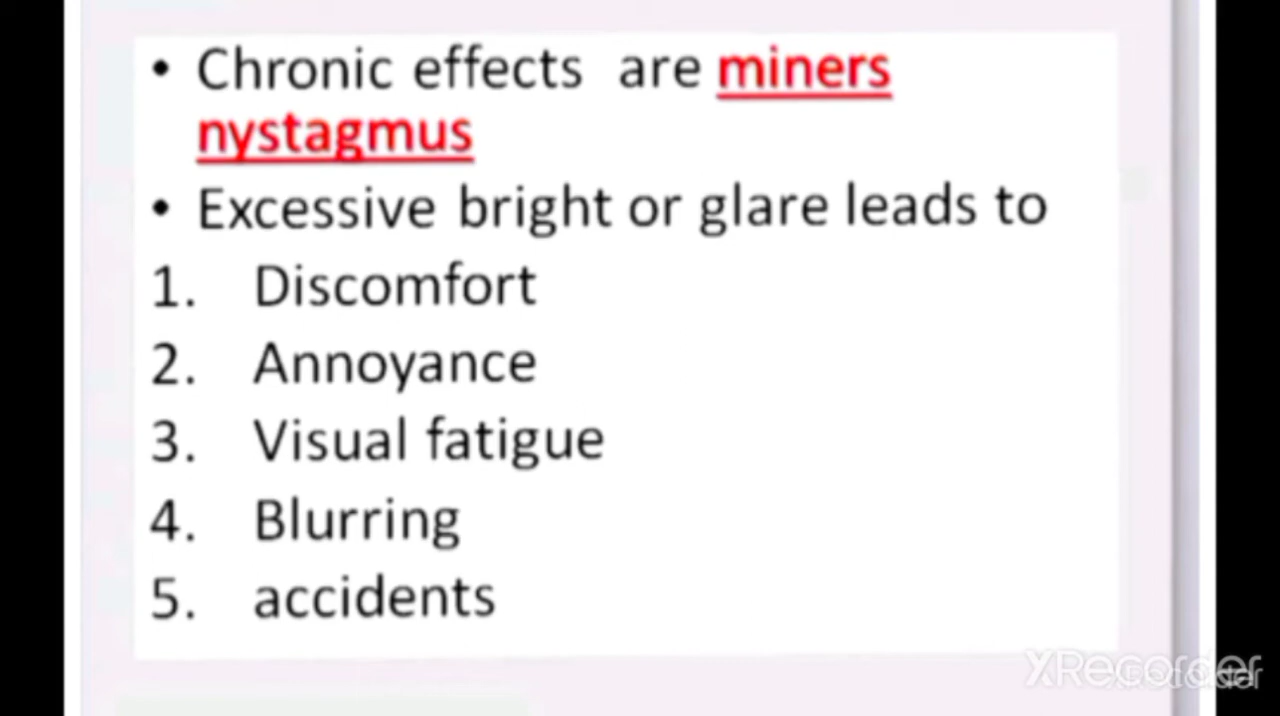 • Chronic effects are miners
nystagmus
• Excessive bright or glare leads to
1. Discomfort
2. Annoyance
3. Visual fatigue
4. Blurring
5. accidents
XRecorder